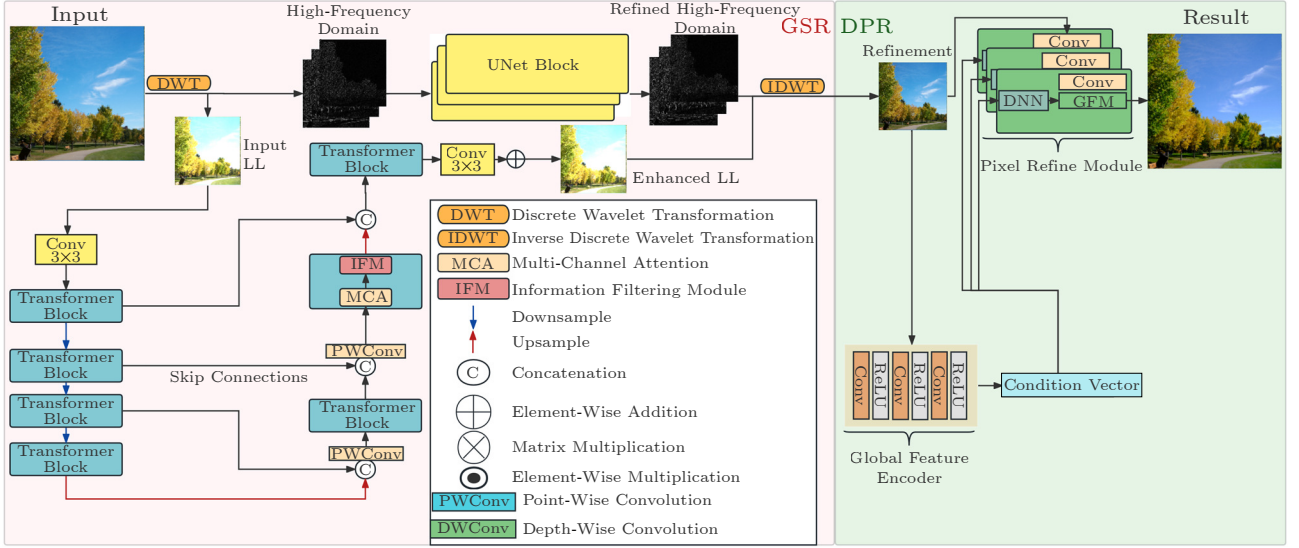 Input
High-Frequency
Domain
Refined High-Frequency
Domain
GSR
DPR
Result
DWT
UNet Block
IDWT
Refinement
Conv
Conv
Conv
DNN
GFM
Pixel Refine Module
Input
LL
Transformer
Block
Conv
3×3
Enhanced LL
C
Conv
3×3
IFM
MCA
Transformer
Block
PWConv
C
Transformer
Block
Skip Connections
Transformer
Block
Transformer
Block
PWConv
C
Transformer
Block
DWT Discrete Wavelet Transformation
IDWT Inverse Discrete Wavelet Transformation
MCA Multi-Channel Attention
IFM Information Filtering Module
Downsample
Upsample
C Concatenation
Element-Wise Addition
Matrix Multiplication
Element-Wise Multiplication
PWConv Point-Wise Convolution
DWConv Depth-Wise Convolution
Conv
ReLU
Conv
ReLU
Conv
ReLU
Condition Vector
Global Feature
Encoder